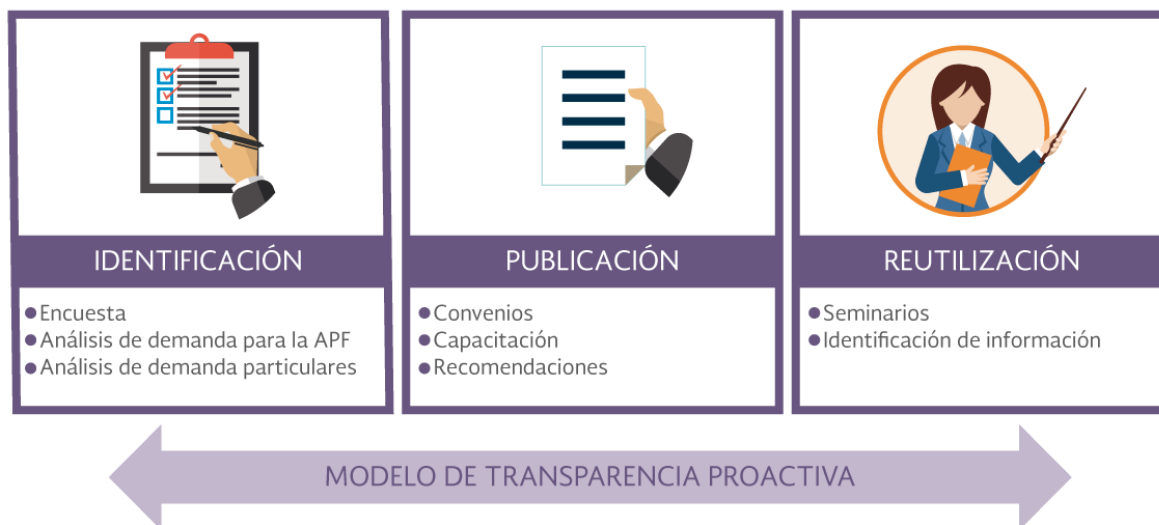 IDENTIFICACIÓN
● Encuesta
● Análisis de demanda para la APF
● Análisis de demanda particulares
PUBLICACIÓN
● Convenios
● Capacitación
● Recomendaciones
REUTILIZACIÓN
● Seminarios
● Identificación de información
MODELO DE TRANSPARENCIA PROACTIVA